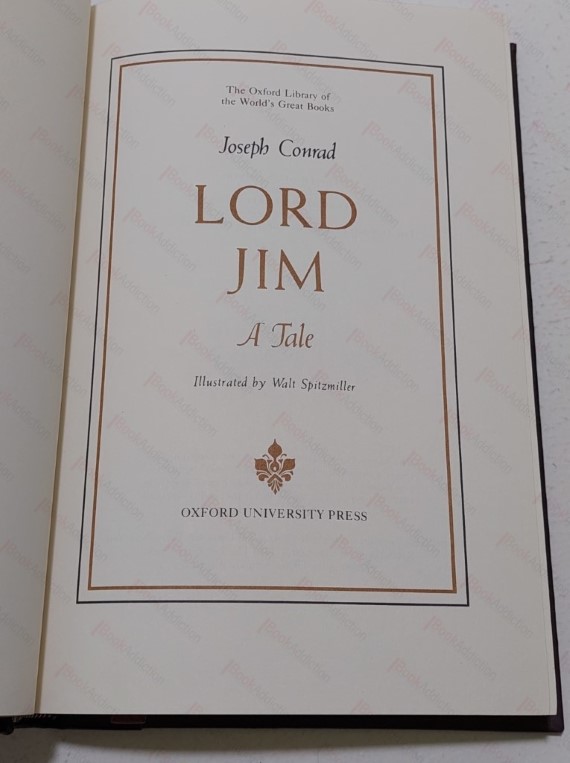 The Oxford Library of
the World's Great Books
Joseph Conrad
LORD
JIM
A Tale
Illustrated by Walt Spitzmiller
OXFORD UNIVERSITY PRESS
BookAddiction